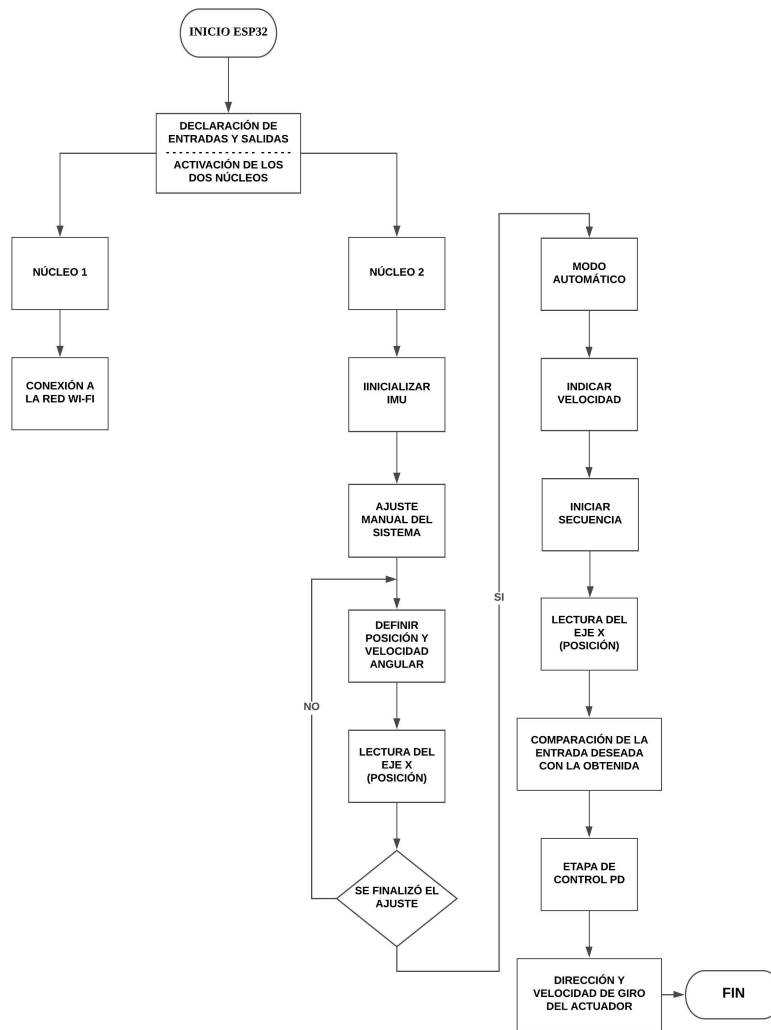 INICIO ESP32
DECLARACIÓN DE
ENTRADAS Y SALIDAS
ACTIVACIÓN DE LOS
DOS NÚCLEOS
NÚCLEO 1
CONEXIÓN A
LA RED WI-FI
NÚCLEO 2
IINICIALIZAR
IMU
AJUSTE
MANUAL DEL
SISTEMA
DEFINIR
POSICIÓN Y
VELOCIDAD
ANGULAR
NO
LECTURA DEL
EJE X
(POSICIÓN)
SE FINALIZÓ EL
AJUSTE
SI
MODO
AUTOMÁTICO
INDICAR
VELOCIDAD
INICIAR
SECUENCIA
LECTURA DEL
EJE X
(POSICIÓN)
COMPARACIÓN DE LA
ENTRADA DESEADA
CON LA OBTENIDA
ETAPA DE
CONTROL PD
DIRECCIÓN Y
VELOCIDAD DE GIRO
DEL ACTUADOR
FIN